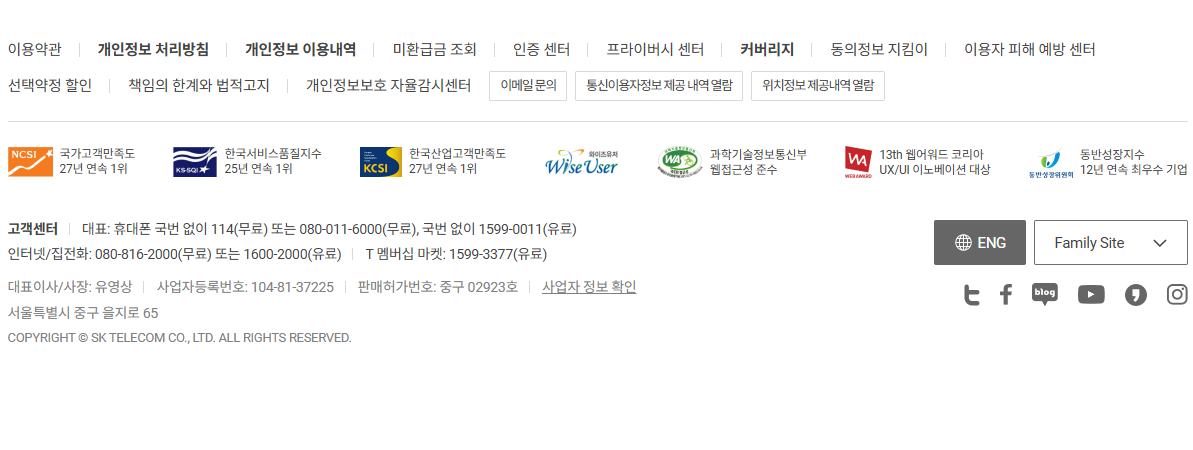 이용약관 개인정보 처리방침 개인정보 이용내역 미환급금 조회 인증 센터 프라이버시 센터 커버리지 동의정보 지킴이 이용자 피해 예방 센터
선택약정 할인 책임의 한계와 법적고지 개인정보보호 자율감시센터 이메일 문의 통신이용자정보 제공 내역 열람 위치정보 제공내역 열람
NCSI
국가고객만족도
27년 연속 1위
KS-SQI
한국서비스품질지수
25년 연속 1위
KCSI
한국산업고객만족도
27년 연속 1위
와이즈유저
Wise User
WA
과학기술정보통신부
웹접근성 준수
WA
WEB AWARD
13th 웹어워드 코리아
UX/UI 이노베이션 대상
동반성장위원회
동반성장지수
12년 연속 최우수 기업
고객센터 대표: 휴대폰 국번 없이 114(무료) 또는 080-011-6000(무료), 국번 없이 1599-0011(유료)
인터넷/집전화: 080-816-2000(무료) 또는 1600-2000(유료) T 멤버십 마켓: 1599-3377(유료)
대표이사/사장: 유영상 사업자등록번호: 104-81-37225 판매허가번호: 중구 02923호 사업자 정보 확인
서울특별시 중구 을지로 65
COPYRIGHT © SK TELECOM CO., LTD. ALL RIGHTS RESERVED.
ENG
Family Site
blog